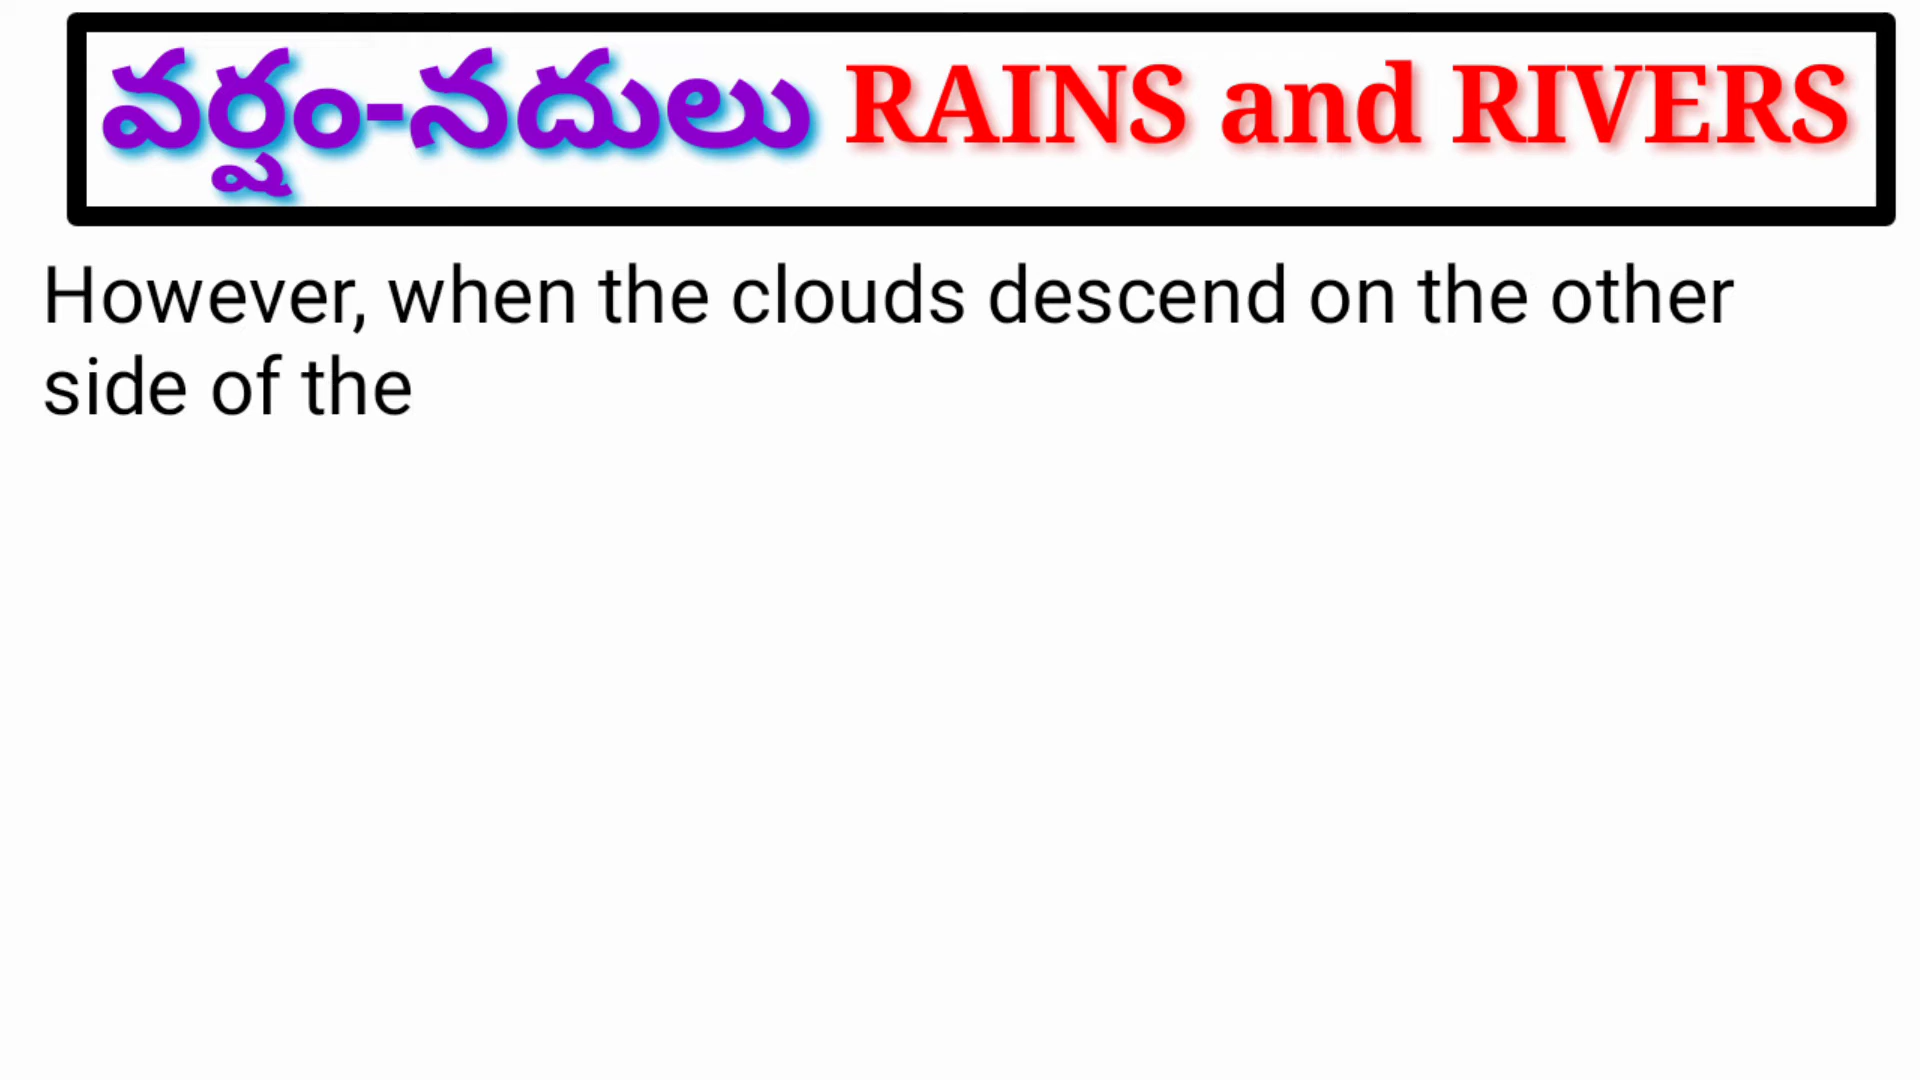 వర్షం-నదులు RAINS and RIVERS
However, when the clouds descend on the other
side of the